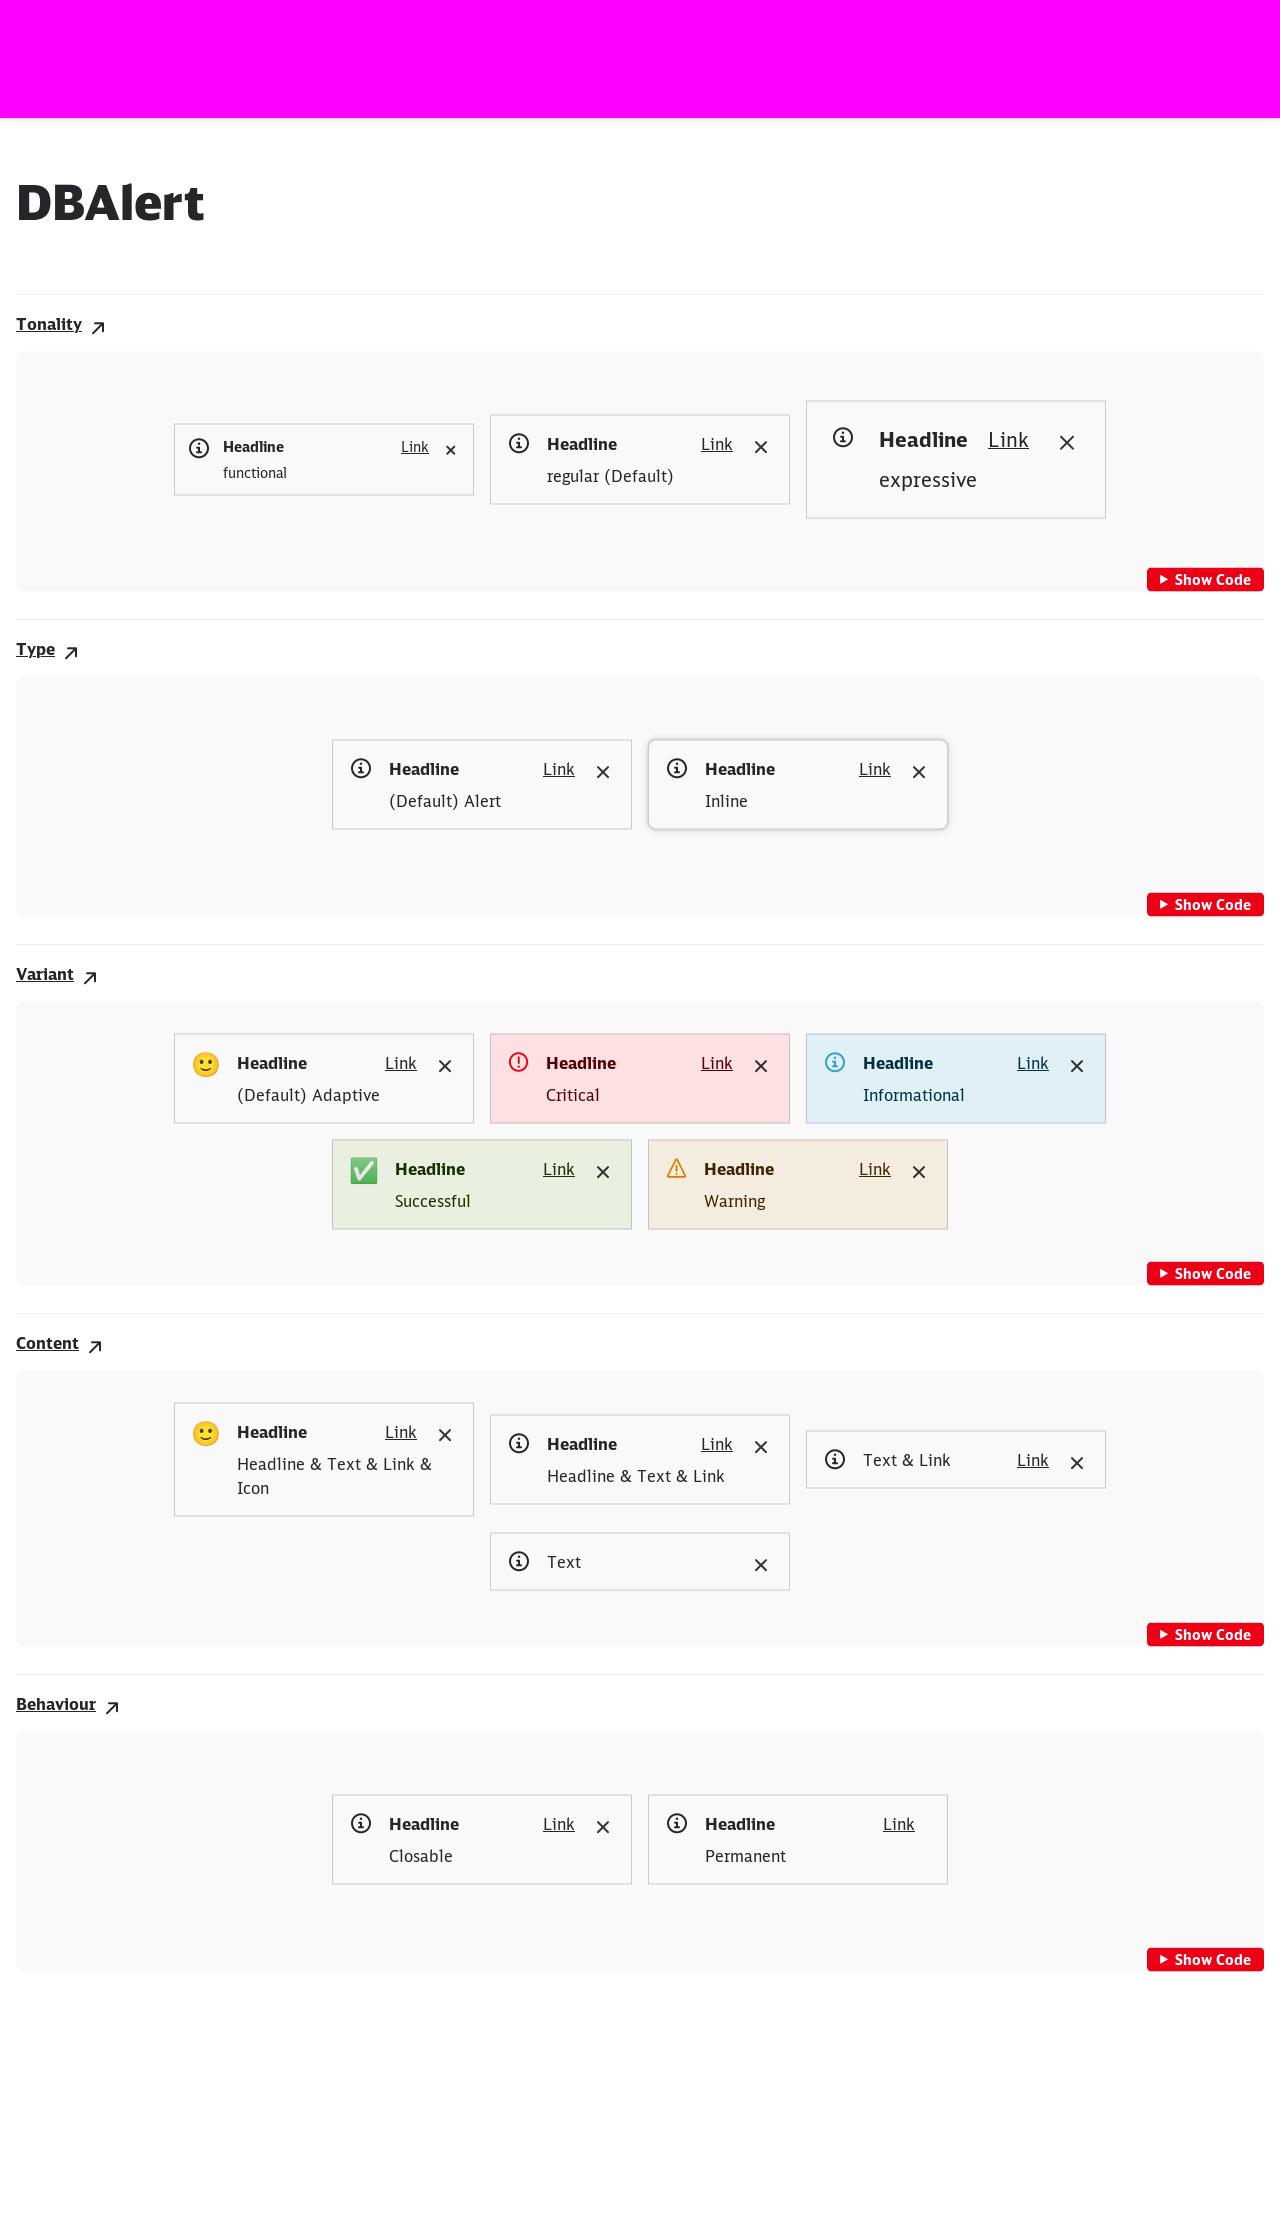 DBAlert
Tonality
Headline Link
functional
Headline Link
regular (Default)
Headline Link
expressive
Show Code
Type
Headline Link
(Default) Alert
Headline Link
Inline
Show Code
Variant
Headline Link
(Default) Adaptive
Headline Link
Critical
Headline Link
Informational
Headline Link
Successful
Headline Link
Warning
Show Code
Content
Headline Link
Headline & Text & Link &
Icon
Headline Link
Headline & Text & Link
Text & Link Link
Text
Show Code
Behaviour
Headline Link
Closable
Headline Link
Permanent
Show Code